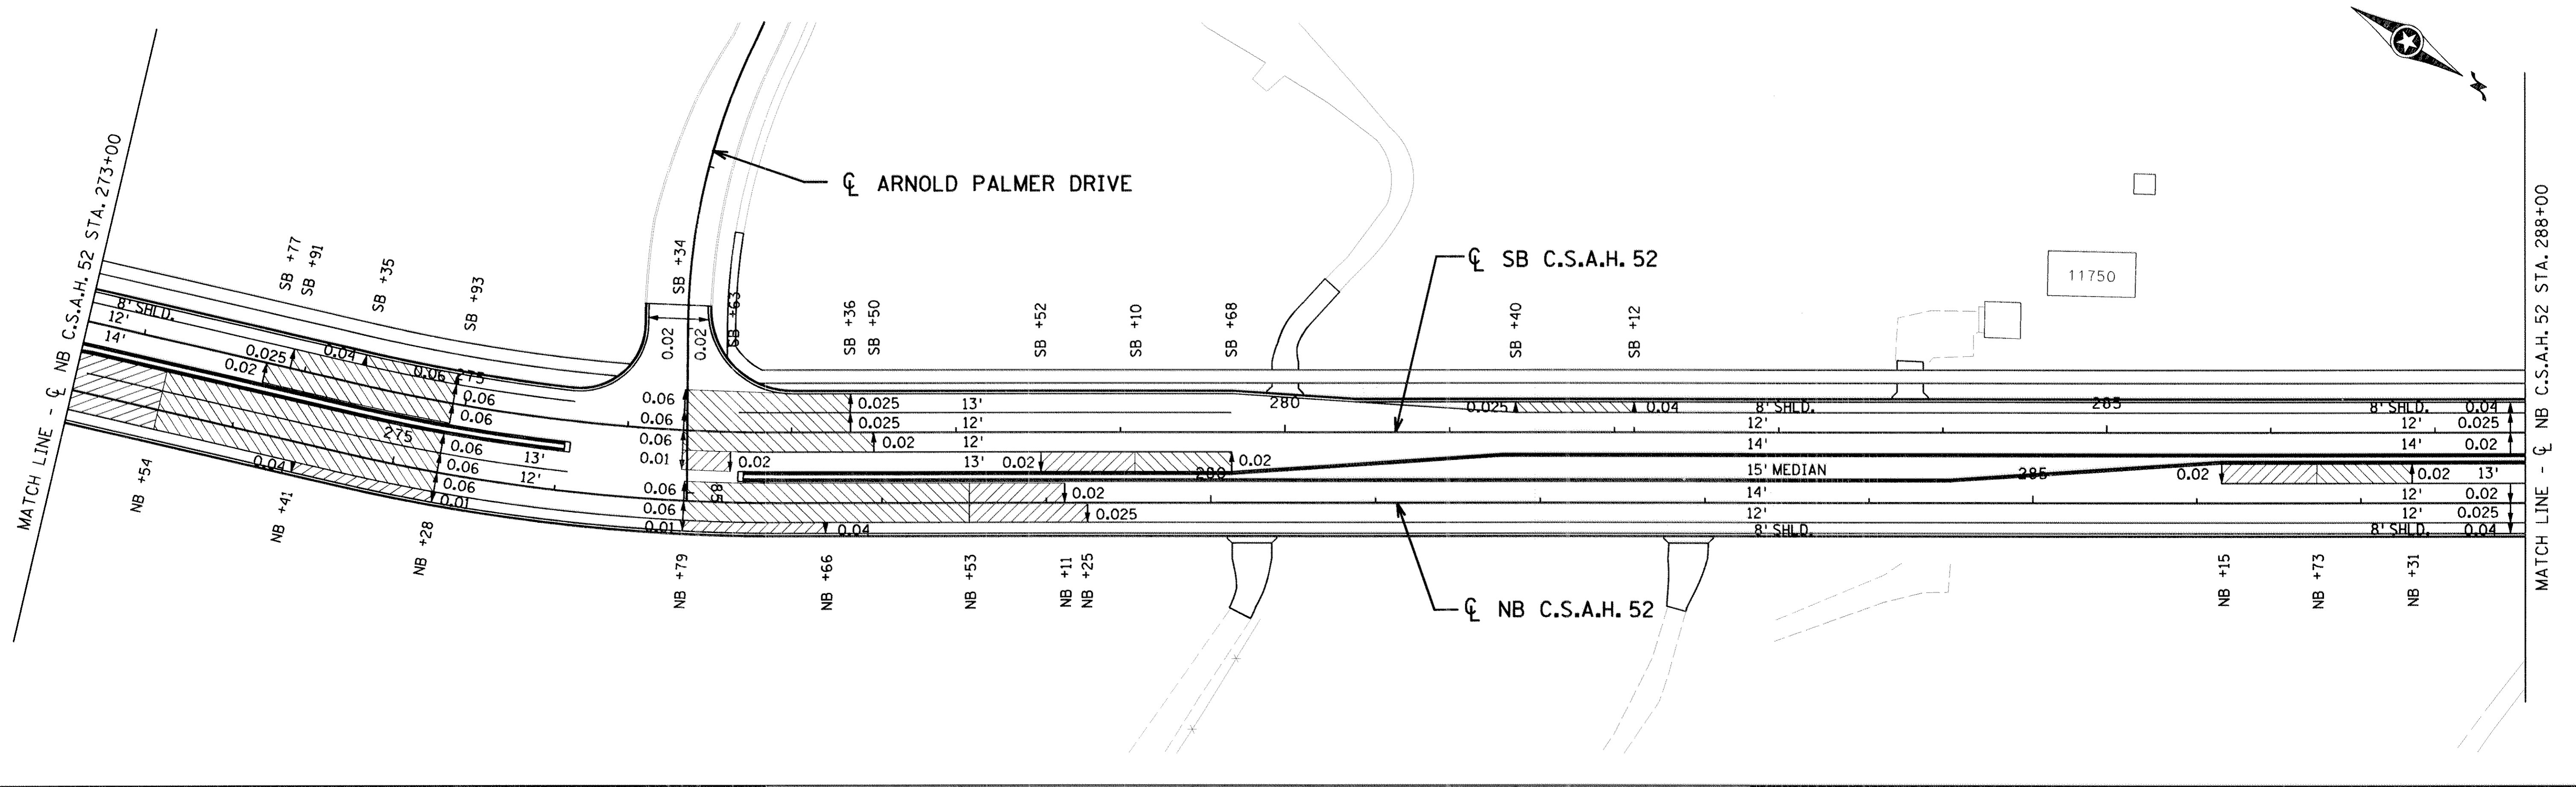 MATCH LINE - ℄ NB C.S.A.H. 52 STA. 273+00
8' SHLD.
12'
14'
SB +77
SB +91
SB +35
SB +93
SB +34
SB +63
SB +36
SB +50
SB +52
SB +10
SB +68
SB +40
SB +12
℄ ARNOLD PALMER DRIVE
℄ SB C.S.A.H. 52
11750
N
0.02
0.02
0.025
0.02
0.04
0.06
275
0.06
0.06
275
0.06
0.06
0.06
0.01
0.04
13'
12'
0.06
0.06
0.06
0.01
0.06
0.06
0.01
0.025
13'
0.025
12'
0.02
12'
0.02
13'
0.02
0.02
0.02
0.025
0.04
280
280
0.025
0.04
8' SHLD.
12'
14'
15' MEDIAN
14'
12'
8' SHLD.
285
285
8' SHLD.
0.04
12'
0.025
14'
0.02
0.02
0.02
13'
12'
0.02
12'
0.025
8' SHLD.
0.04
NB +54
NB +41
NB +28
NB +79
NB +66
NB +53
NB +11
NB +25
℄ NB C.S.A.H. 52
NB +15
NB +73
NB +31
MATCH LINE - ℄ NB C.S.A.H. 52 STA. 288+00